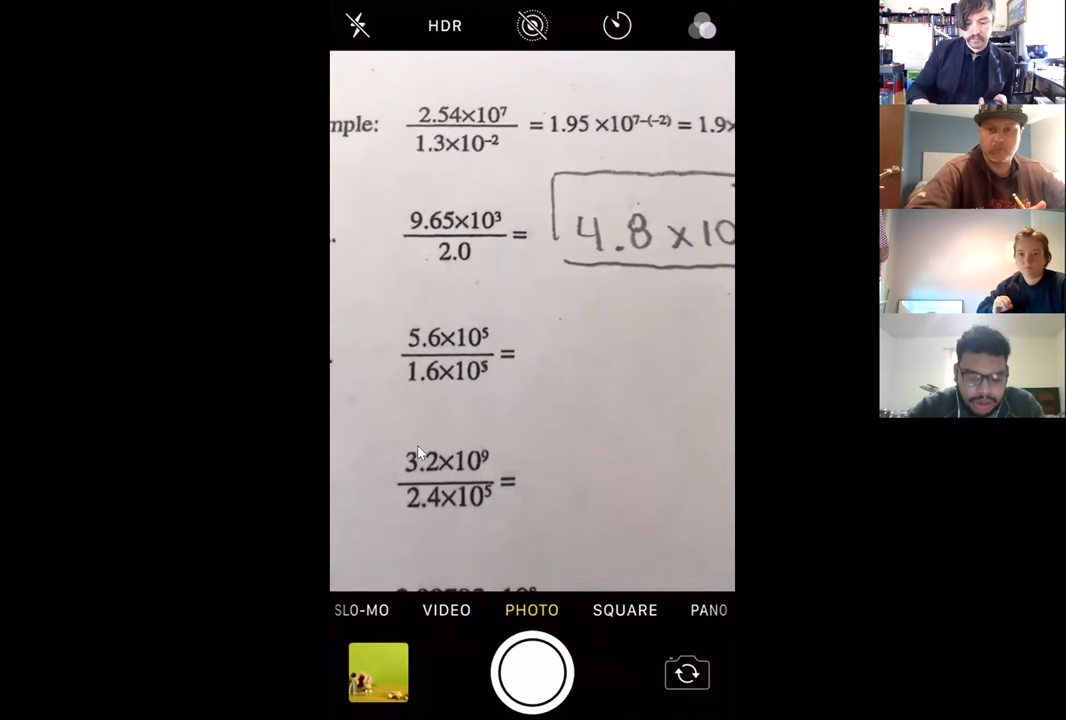 HDR
mple: 2.54×10⁷ / 1.3×10⁻² = 1.95 ×10⁷⁻⁽⁻²⁾ = 1.9×
9.65×10³ / 2.0 = 4.8 × 10
5.6×10⁵ / 1.6×10⁵ =
3.2×10⁹ / 2.4×10⁵ =
SLO-MO VIDEO PHOTO SQUARE PANO